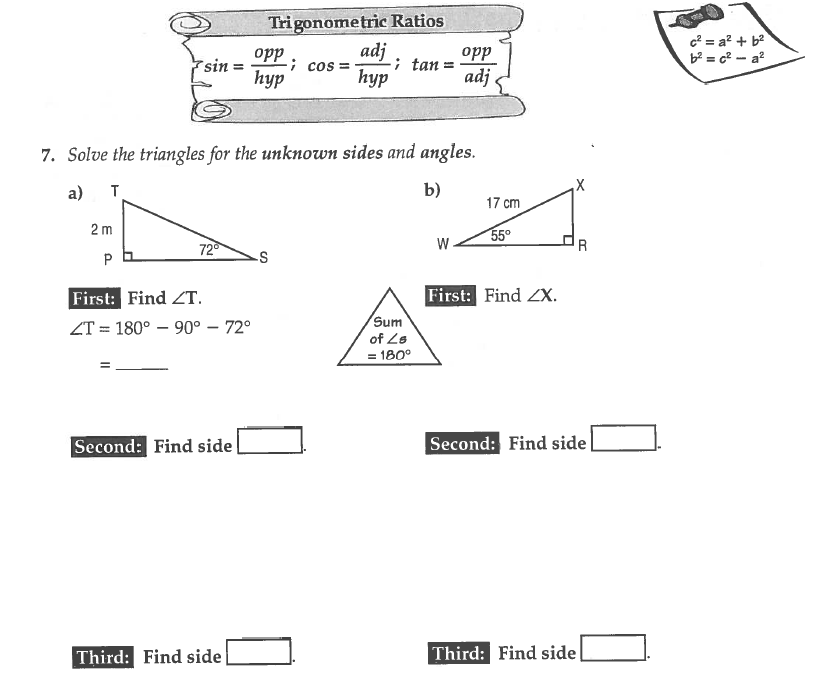 Trigonometric Ratios
sin = opp/hyp ; cos = adj/hyp ; tan = opp/adj
c² = a² + b²
b² = c² – a²
7. Solve the triangles for the unknown sides and angles.
a) T
2 m
72°
P
S
b)
17 cm
X
W
55°
R
First: Find ∠T.
∠T = 180° – 90° – 72°
= ______
Sum
of ∠s
= 180°
First: Find ∠X.
Second: Find side .
Second: Find side .
Third: Find side .
Third: Find side .